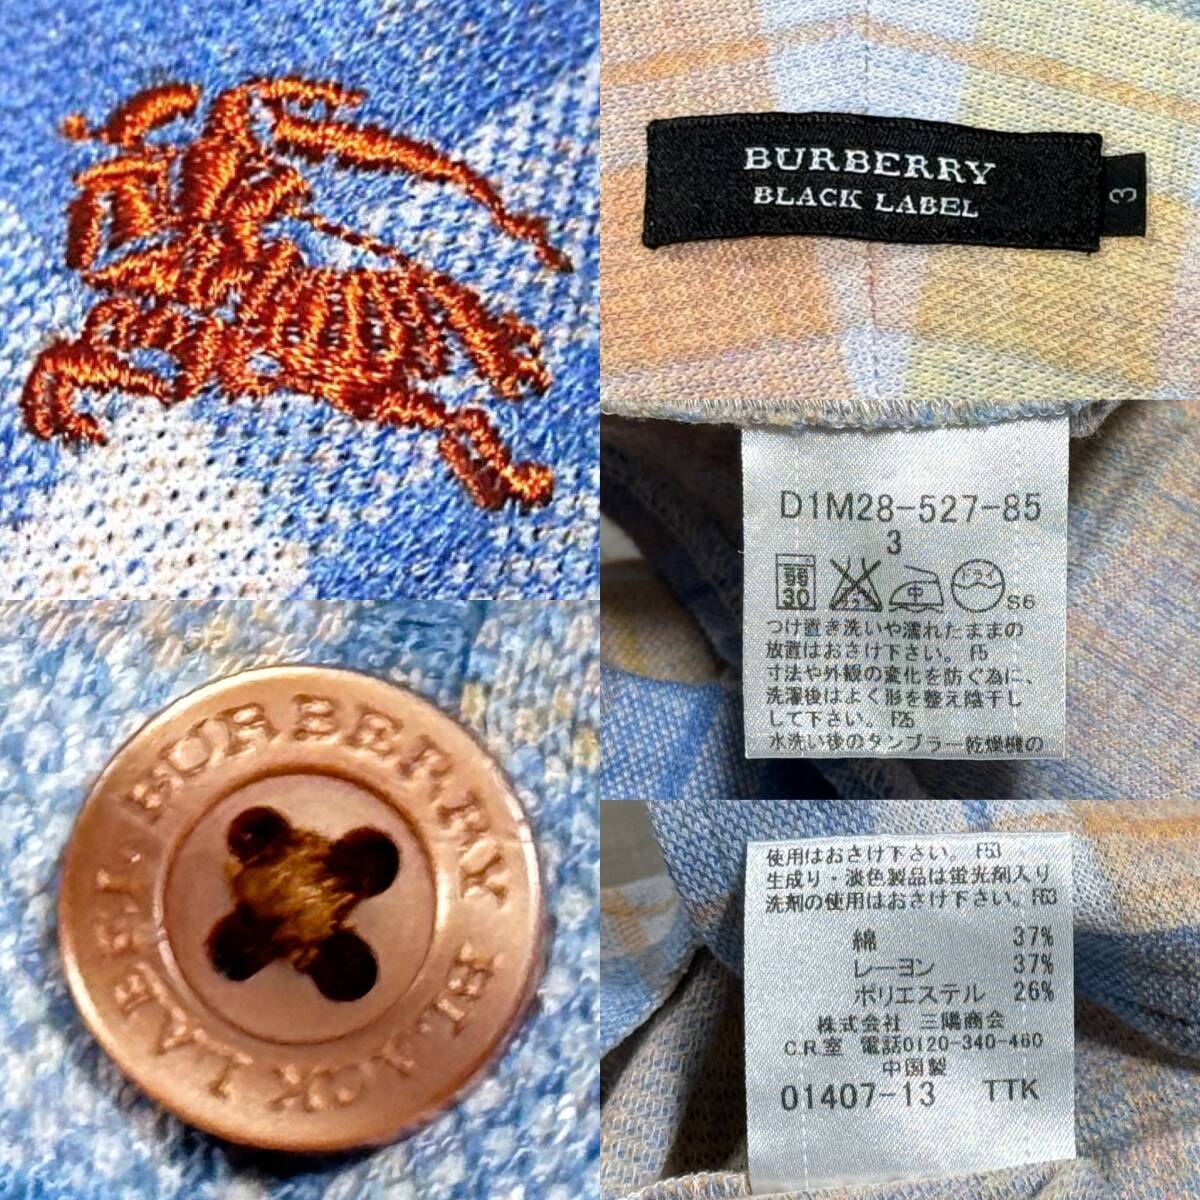 BURBERRY
BLACK LABEL
3
D1M28-527-85
3
弱
30
中
ドライ
S6
つけ置き洗いや濡れたままの
放置はおさけ下さい。 F5
寸法や外観の変化を防ぐ為に、
洗濯後はよく形を整え陰干し
して下さい。 F25
水洗い後のタンブラー乾燥機の
BURBERRY BLACK LABEL
使用はおさけ下さい。 F53
生成り・淡色製品は蛍光剤入り
洗剤の使用はおさけ下さい。F63
綿 37%
レーヨン 37%
ポリエステル 26%
株式会社 三陽商会
C.R.室 電話0120-340-460
中国製
01407-13 TTK